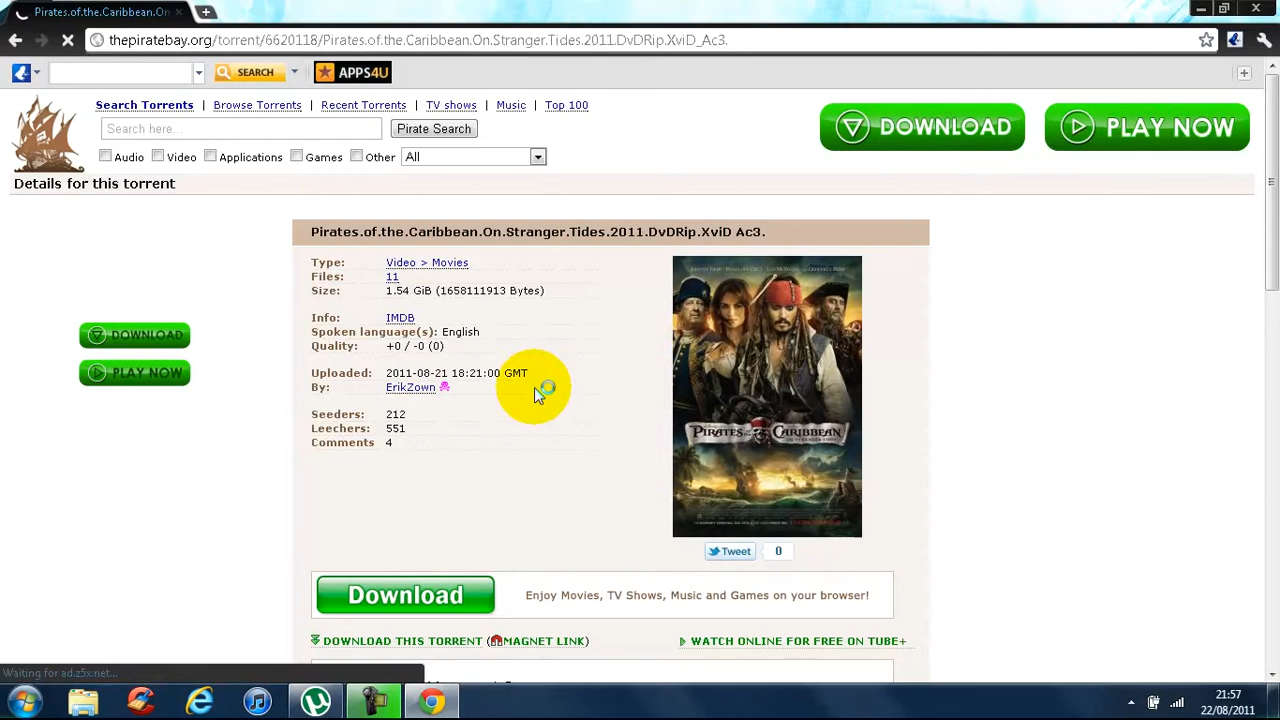 Pirates.of.the.Caribbean.On
thepiratebay.org/torrent/6620118/Pirates.of.the.Caribbean.On.Stranger.Tides.2011.DvDRip.XviD_Ac3.
SEARCH APPS4U
Search Torrents | Browse Torrents | Recent Torrents | TV shows | Music | Top 100
Search here... Pirate Search
DOWNLOAD PLAY NOW
Audio Video Applications Games Other All
Details for this torrent
Pirates.of.the.Caribbean.On.Stranger.Tides.2011.DvDRip.XviD Ac3.
Type: Video > Movies
Files: 11
Size: 1.54 GiB (1658111913 Bytes)
Info: IMDB
Spoken language(s): English
Quality: +0 / -0 (0)
DOWNLOAD
PLAY NOW
Uploaded: 2011-08-21 18:21:00 GMT
By: ErikZown
Seeders: 212
Leechers: 551
Comments 4
PIRATES of the CARIBBEAN
ON STRANGER TIDES
Tweet 0
Download Enjoy Movies, TV Shows, Music and Games on your browser!
DOWNLOAD THIS TORRENT (MAGNET LINK) WATCH ONLINE FOR FREE ON TUBE+
Waiting for ad.z5x.net...
21:57
22/08/2011